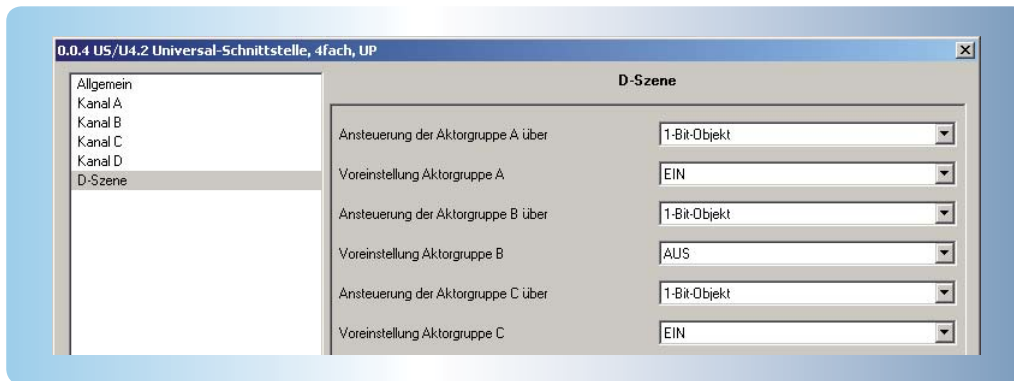 0.0.4 US/U4.2 Universal-Schnittstelle, 4fach, UP
Allgemein
Kanal A
Kanal B
Kanal C
Kanal D
D-Szene
D-Szene
Ansteuerung der Aktorgruppe A über 1-Bit-Objekt
Voreinstellung Aktorgruppe A EIN
Ansteuerung der Aktorgruppe B über 1-Bit-Objekt
Voreinstellung Aktorgruppe B AUS
Ansteuerung der Aktorgruppe C über 1-Bit-Objekt
Voreinstellung Aktorgruppe C EIN